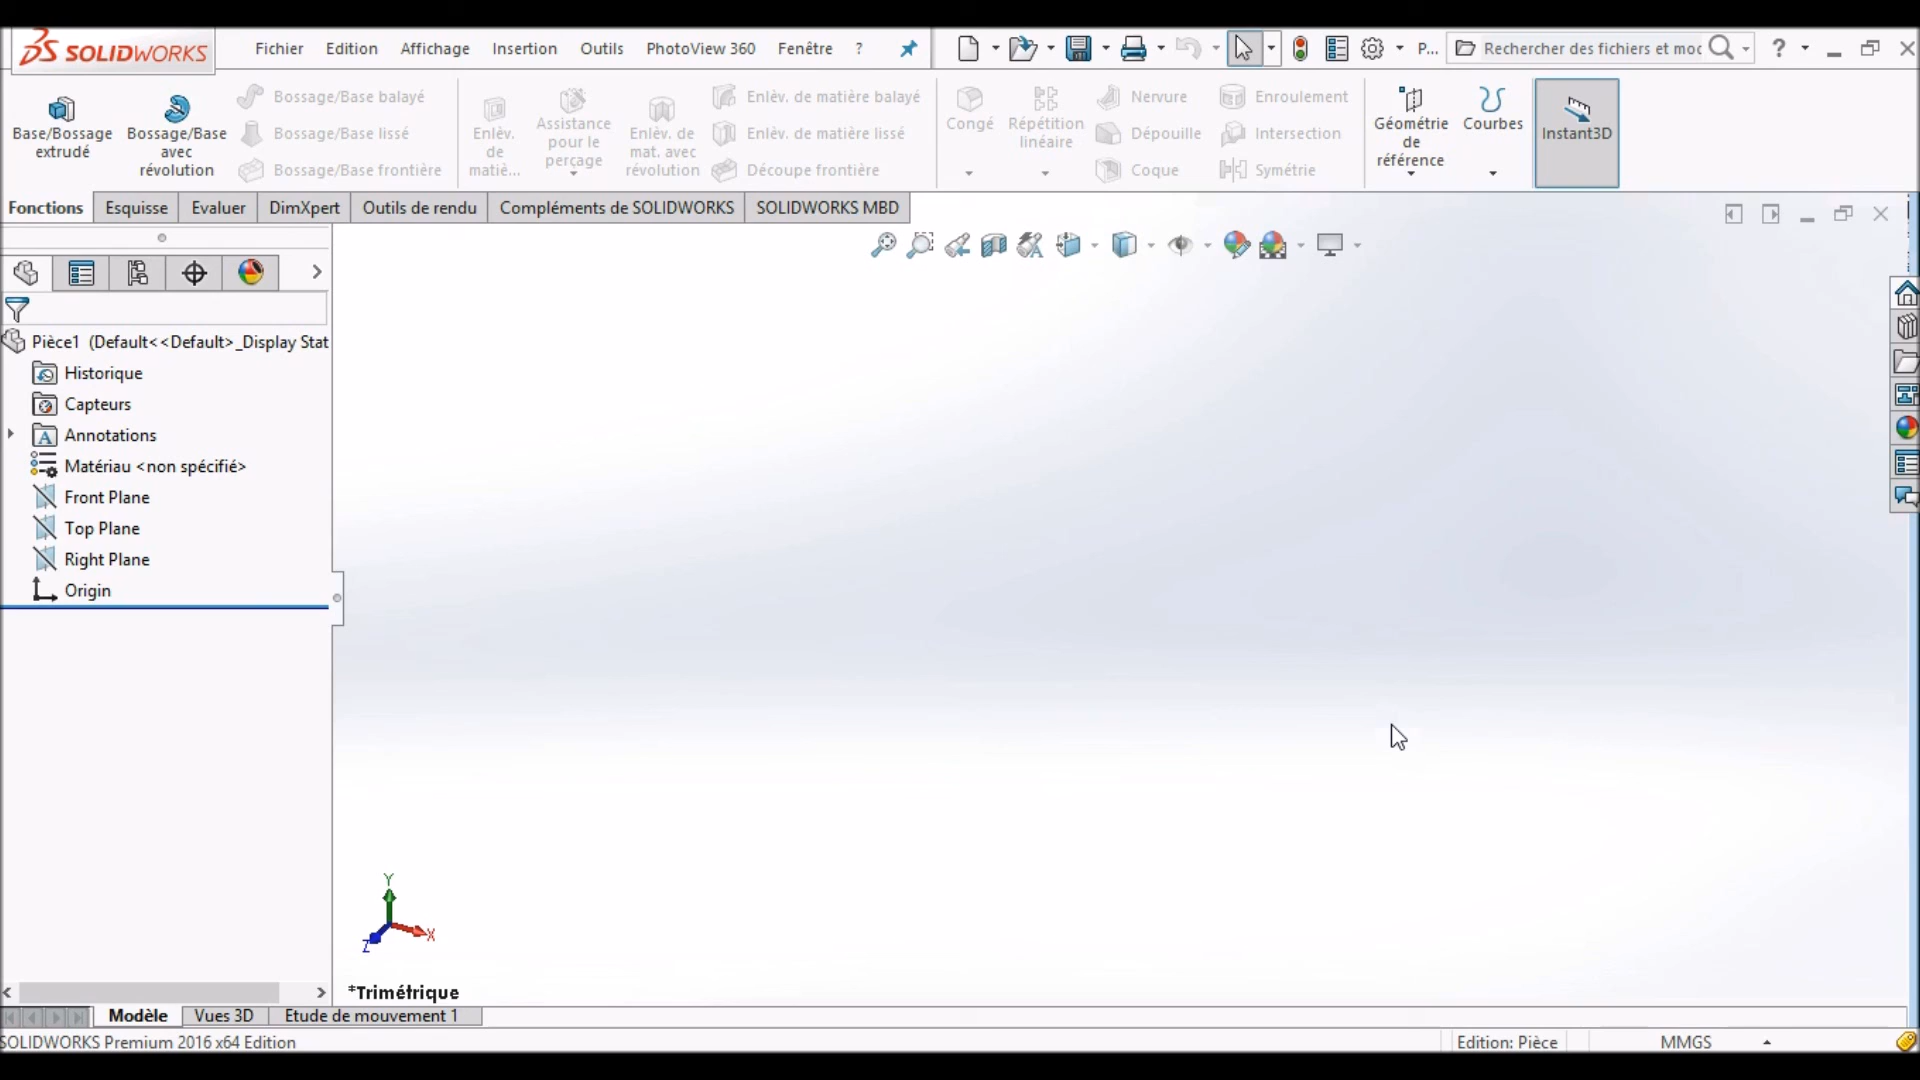 SOLIDWORKS
Fichier Edition Affichage Insertion Outils PhotoView 360 Fenêtre ?
P... Rechercher des fichiers et moc ?
Base/Bossage extrudé
Bossage/Base avec révolution
Bossage/Base balayé
Bossage/Base lissé
Bossage/Base frontière
Enlèv. de matiè...
Assistance pour le perçage
Enlèv. de mat. avec révolution
Enlèv. de matière balayé
Enlèv. de matière lissé
Découpe frontière
Congé
Répétition linéaire
Nervure
Dépouille
Coque
Enroulement
Intersection
Symétrie
Géométrie de référence
Courbes
Instant3D
Fonctions Esquisse Evaluer DimXpert Outils de rendu Compléments de SOLIDWORKS SOLIDWORKS MBD
Pièce1 (Default<<Default>_Display Stat
Historique
Capteurs
Annotations
Matériau <non spécifié>
Front Plane
Top Plane
Right Plane
Origin
Y
X
Z
*Trimétrique
Modèle Vues 3D Etude de mouvement 1
SOLIDWORKS Premium 2016 x64 Edition
Edition: Pièce MMGS